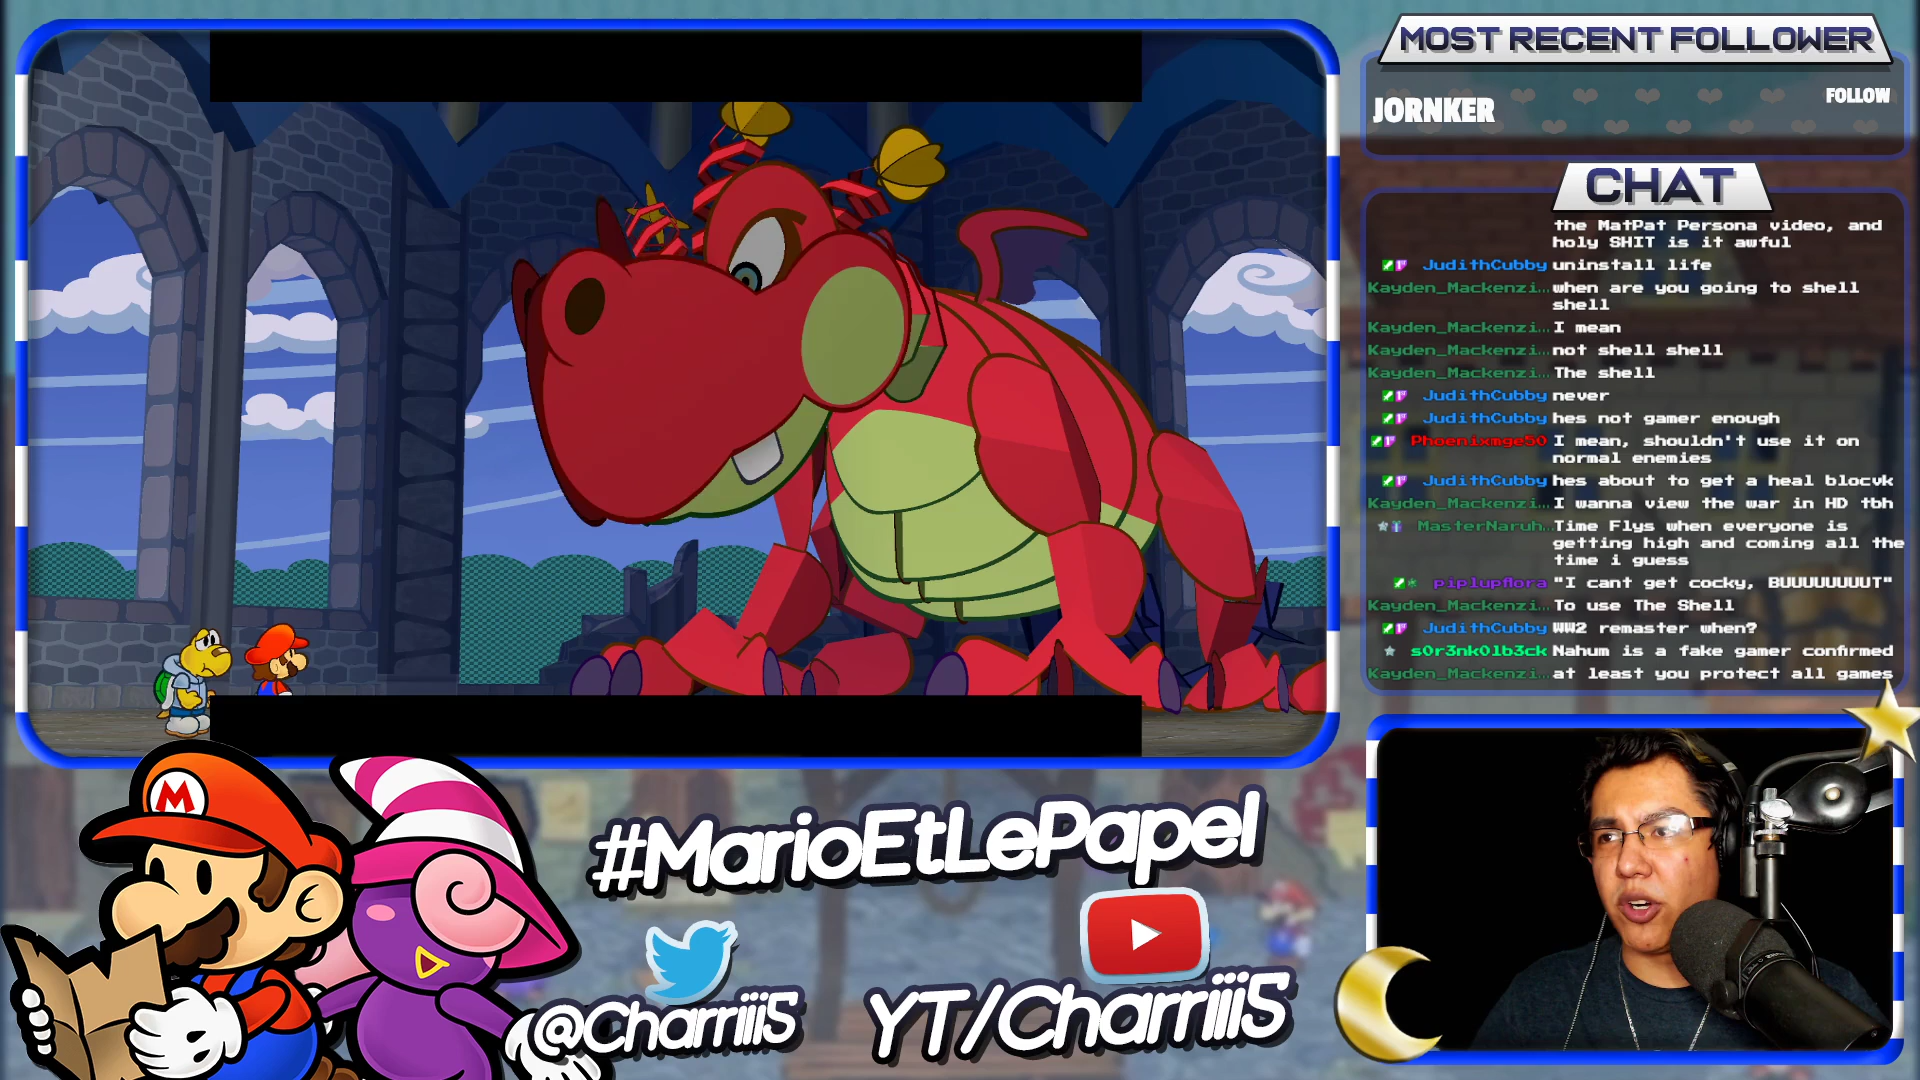 MOST RECENT FOLLOWER
JORNKER
FOLLOW
CHAT
the MatPat Persona video, and
holy SHIT is it awful
JudithCubby uninstall life
Kayden_Mackenzi... when are you going to shell
shell
Kayden_Mackenzi... I mean
Kayden_Mackenzi... not shell shell
Kayden_Mackenzi... The shell
JudithCubby never
JudithCubby hes not gamer enough
Phoenixmge50 I mean, shouldn't use it on
normal enemies
JudithCubby hes about to get a heal blocvk
Kayden_Mackenzi... I wanna view the war in HD tbh
MasterNaruh... Time Flys when everyone is
getting high and coming all the
time i guess
piplupflora "I cant get cocky, BUUUUUUUUT"
Kayden_Mackenzi... To use The Shell
JudithCubby WW2 remaster when?
s0r3nk0lb3ck Nahum is a fake gamer confirmed
Kayden_Mackenzi... at least you protect all games
M
#MarioEtLePapel
@Charriii5
YT/Charriii5